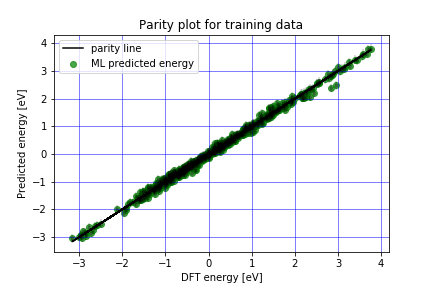 Parity plot for training data
parity line
ML predicted energy
Predicted energy [eV]
4
3
2
1
0
−1
−2
−3
−3 −2 −1 0 1 2 3 4
DFT energy [eV]